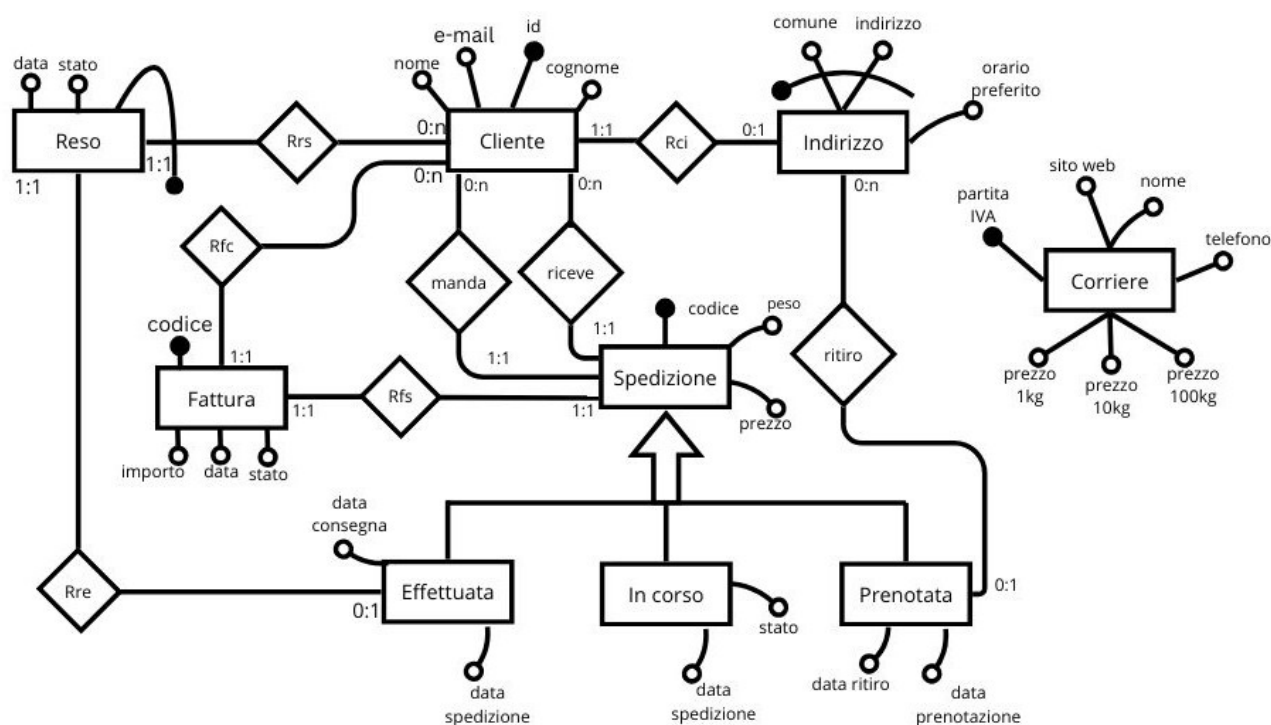 data
stato
Reso
1:1
1:1
Rrs
nome
e-mail
id
cognome
0:n
Cliente
0:n
0:n
0:n
1:1
Rci
0:1
comune
indirizzo
orario
preferito
Indirizzo
0:n
sito web
nome
partita
IVA
telefono
Corriere
prezzo
1kg
prezzo
10kg
prezzo
100kg
Rfc
manda
riceve
1:1
1:1
codice
peso
Spedizione
prezzo
1:1
ritiro
codice
1:1
Fattura
1:1
Rfs
importo
data
stato
data
consegna
Rre
0:1
Effettuata
data
spedizione
In corso
stato
data
spedizione
Prenotata
0:1
data ritiro
data
prenotazione